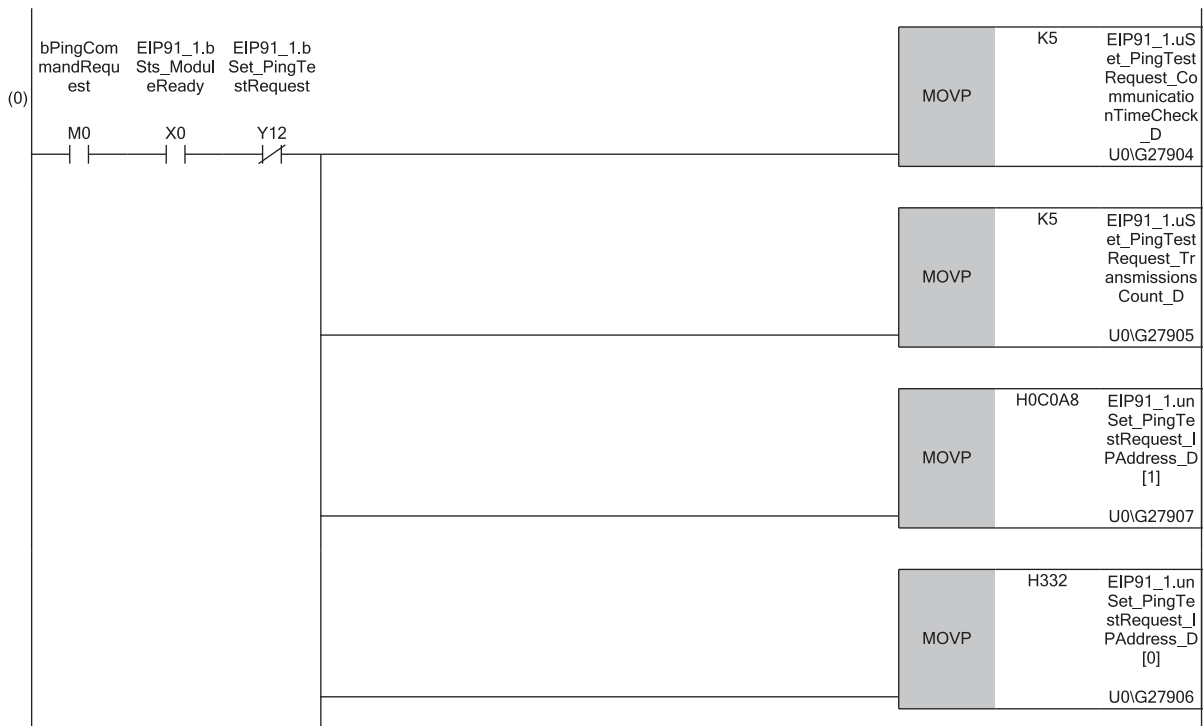 bPingCom
mandRequ
est
EIP91_1.b
Sts_Modul
eReady
EIP91_1.b
Set_PingTe
stRequest
(0)
M0
X0
Y12
MOVP
K5
EIP91_1.uS
et_PingTest
Request_Co
mmunicatio
nTimeCheck
_D
U0\G27904
MOVP
K5
EIP91_1.uS
et_PingTest
Request_Tr
ansmissions
Count_D
U0\G27905
MOVP
H0C0A8
EIP91_1.un
Set_PingTe
stRequest_I
PAddress_D
[1]
U0\G27907
MOVP
H332
EIP91_1.un
Set_PingTe
stRequest_I
PAddress_D
[0]
U0\G27906